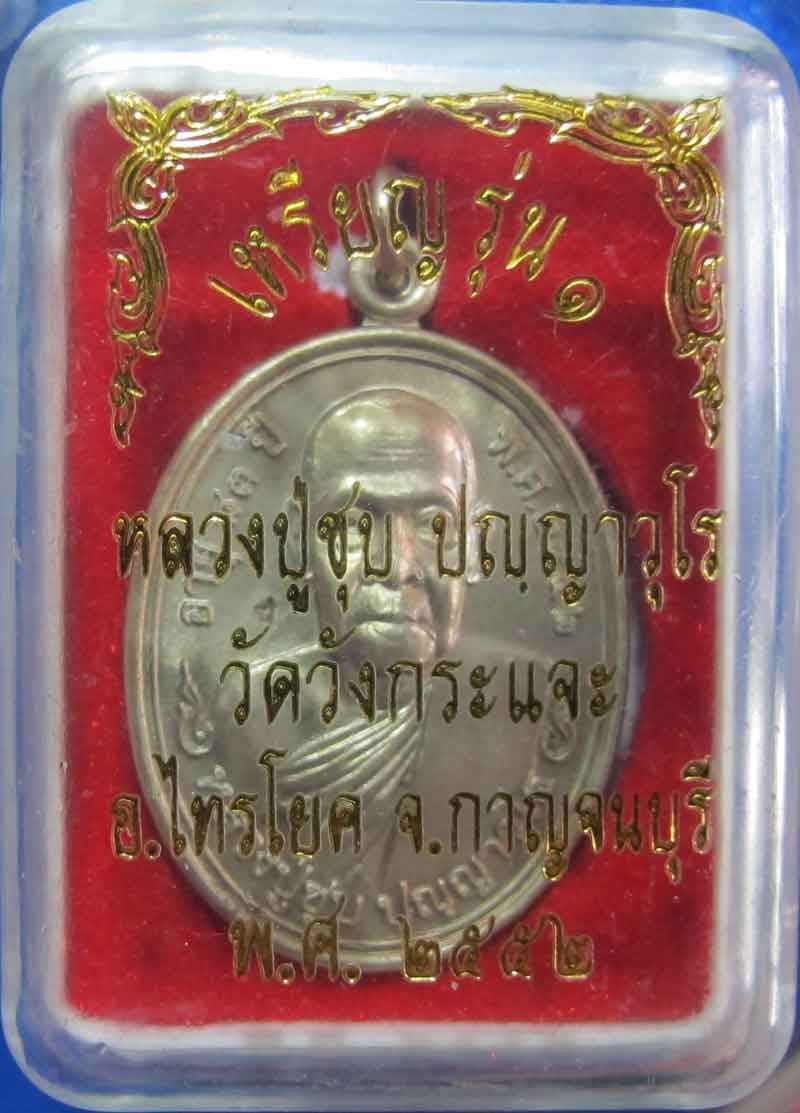 เหรียญ รุ่น ๑
หลวงปู่ชุบ ปญฺญาวุโร
วัดวังกระแจะ
อ.ไทรโยค จ.กาญจนบุรี
พ.ศ. ๒๕๕๒